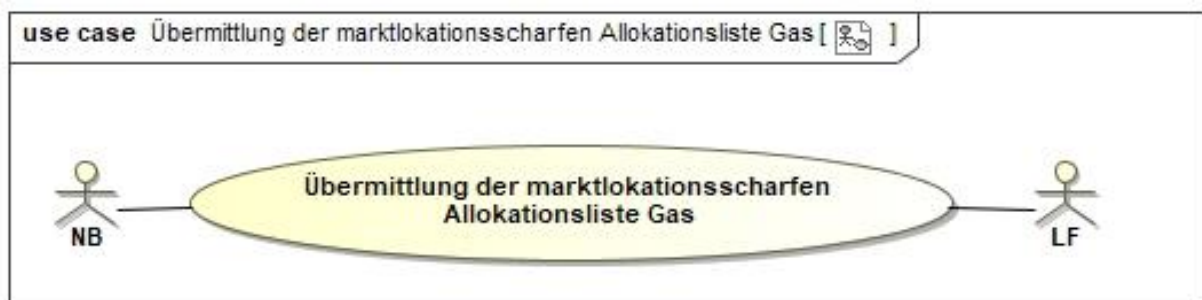 use case Übermittlung der marktlokationsscharfen Allokationsliste Gas [ ]
Übermittlung der marktlokationsscharfen
Allokationsliste Gas
NB
LF